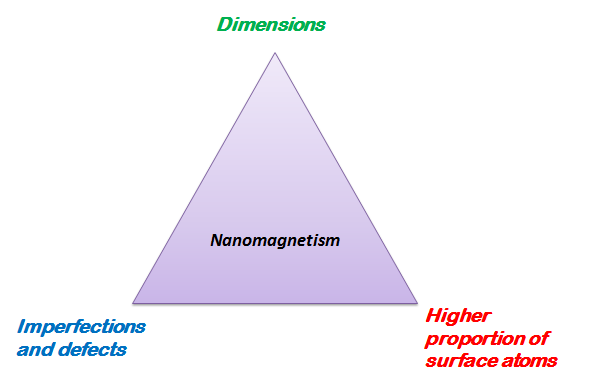 Dimensions
Nanomagnetism
Imperfections
and defects
Higher
proportion of
surface atoms